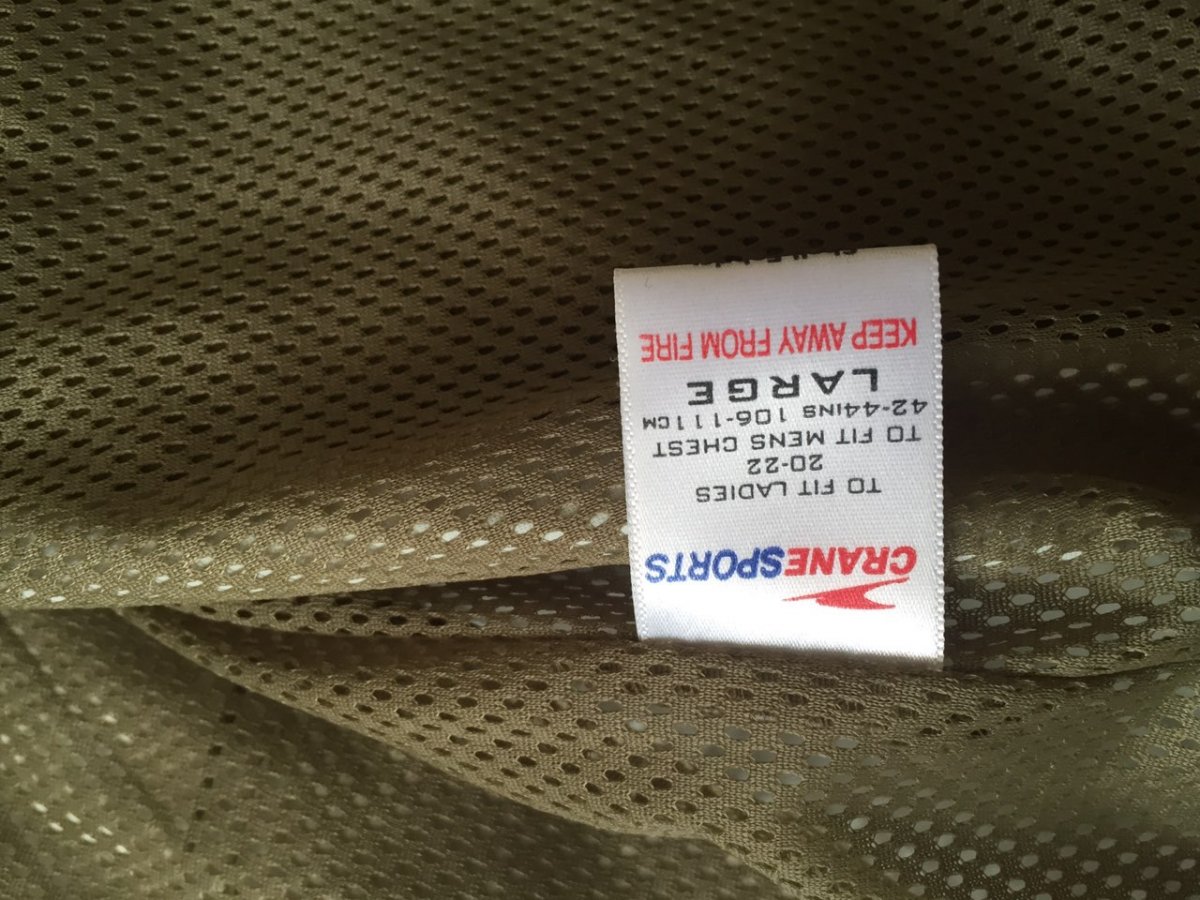 CRANESPORTS
TO FIT LADIES
20-22
TO FIT MENS CHEST
42-44INS 106-111CM
LARGE
KEEP AWAY FROM FIRE